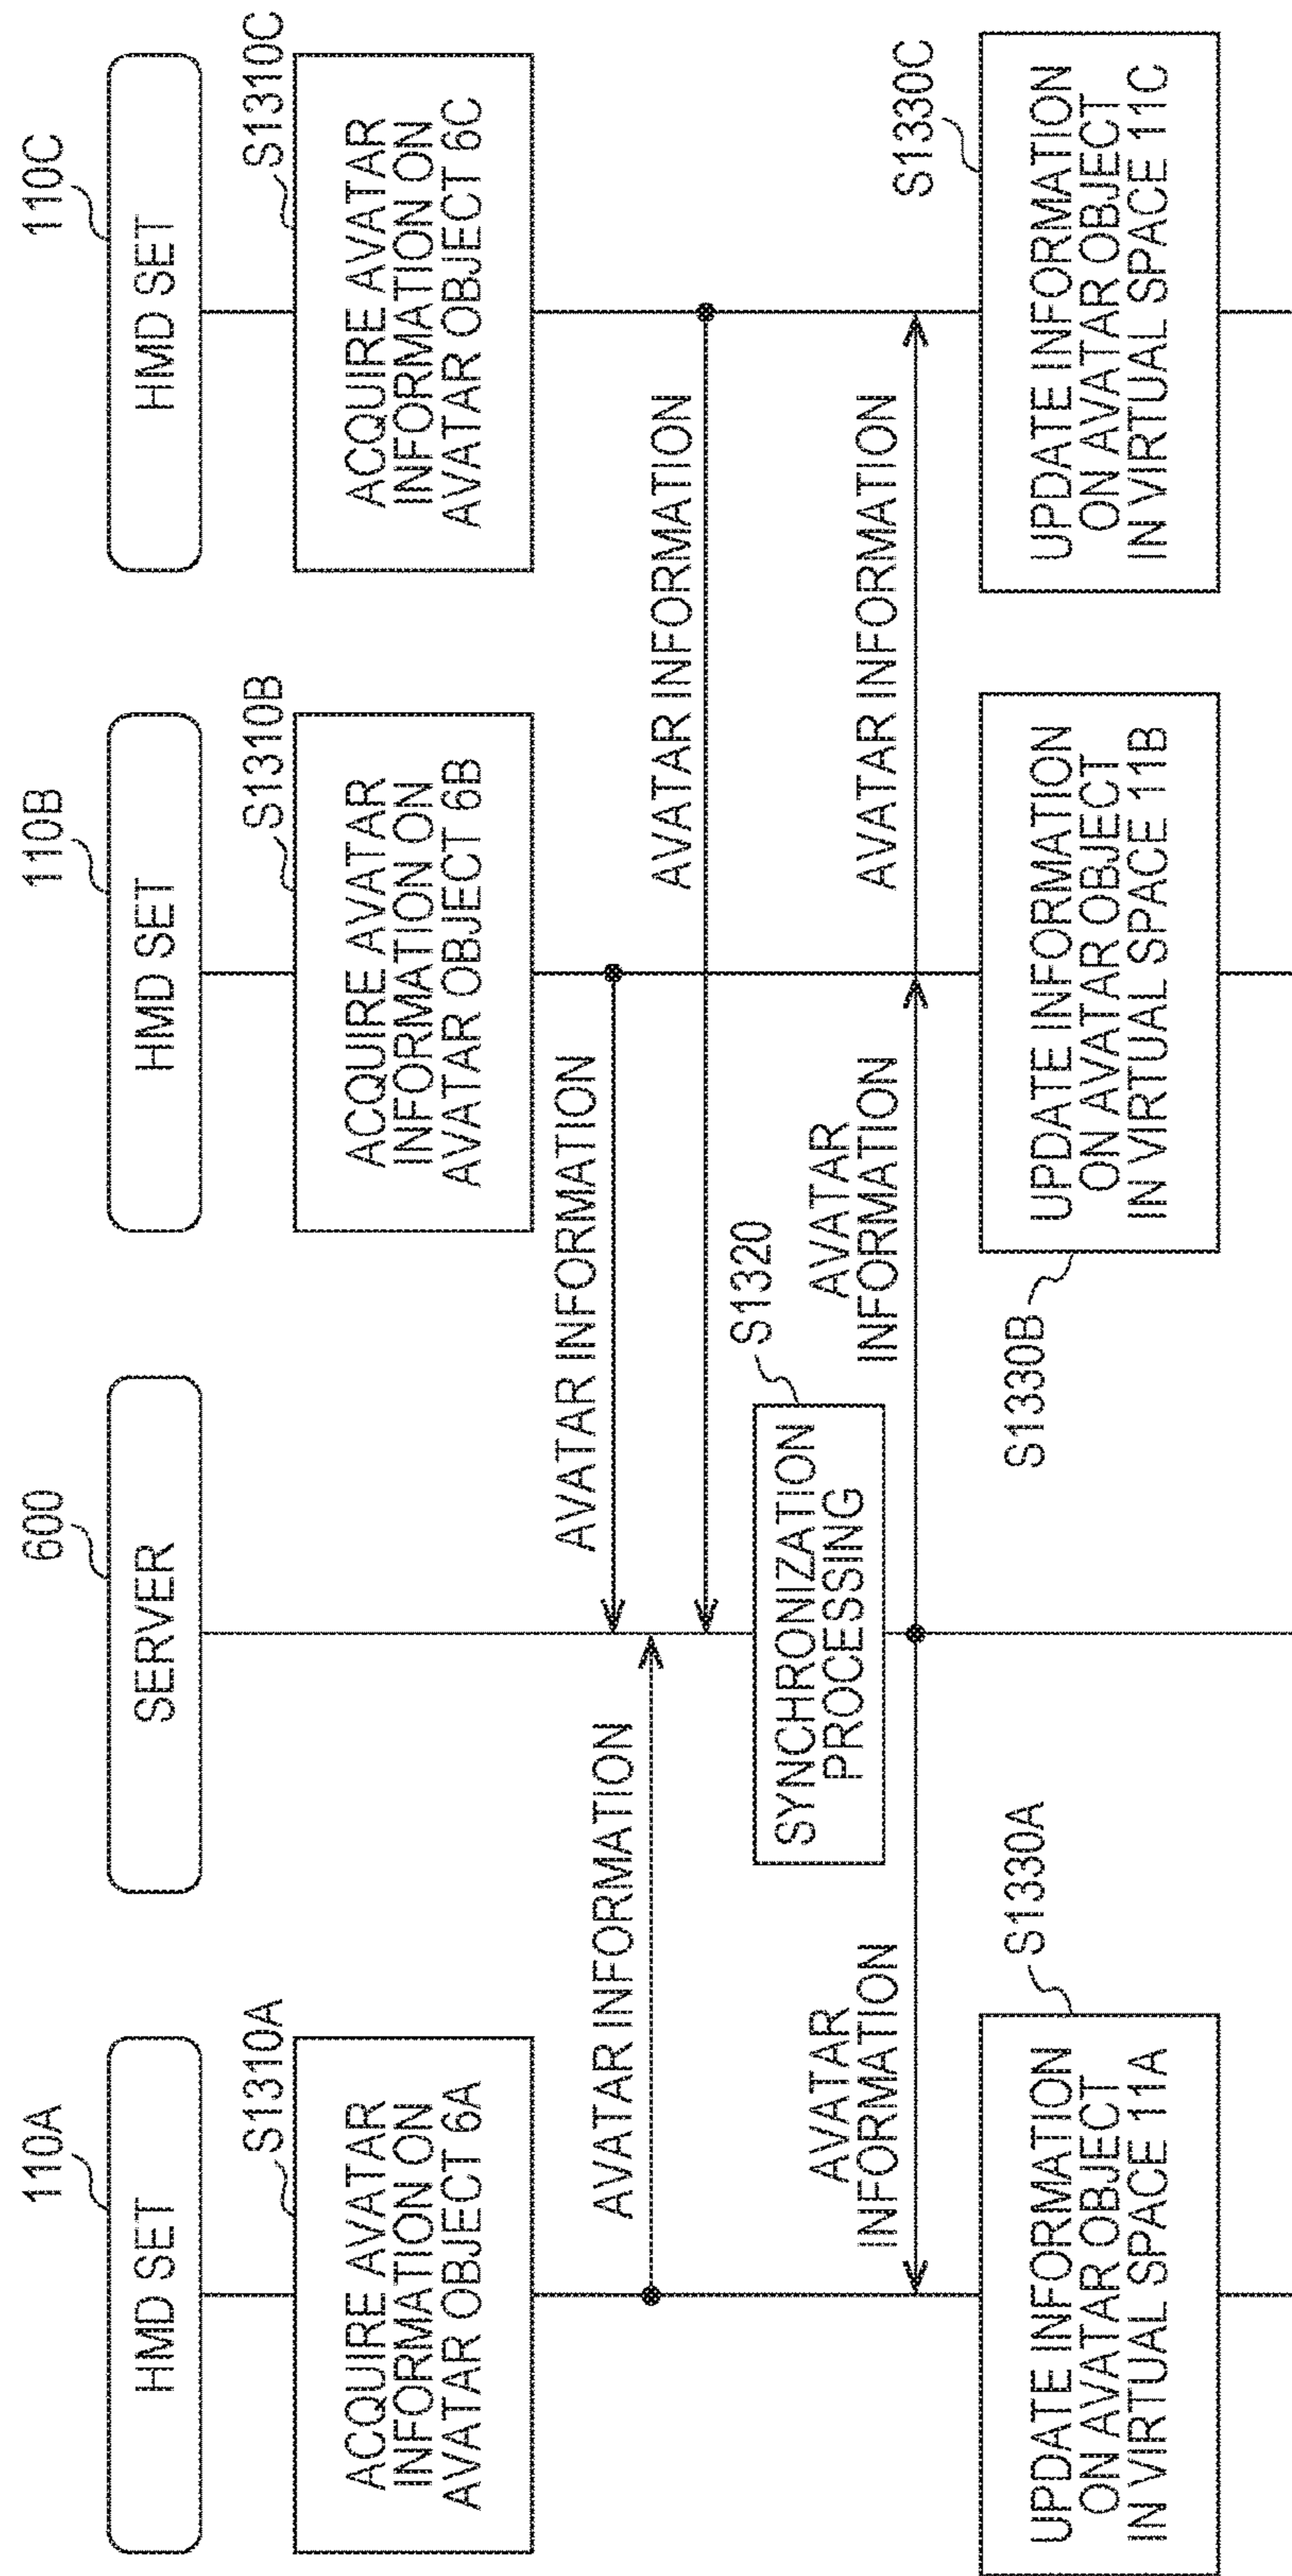 110A
600
110B
110C
HMD SET
SERVER
HMD SET
HMD SET
S1310A
S1310B
S1310C
ACQUIRE AVATAR
INFORMATION ON
AVATAR OBJECT 6A
ACQUIRE AVATAR
INFORMATION ON
AVATAR OBJECT 6B
ACQUIRE AVATAR
INFORMATION ON
AVATAR OBJECT 6C
AVATAR INFORMATION
AVATAR INFORMATION
AVATAR INFORMATION
S1320
SYNCHRONIZATION
PROCESSING
AVATAR
INFORMATION
AVATAR
INFORMATION
AVATAR INFORMATION
S1330A
S1330B
S1330C
UPDATE INFORMATION
ON AVATAR OBJECT
IN VIRTUAL SPACE 11A
UPDATE INFORMATION
ON AVATAR OBJECT
IN VIRTUAL SPACE 11B
UPDATE INFORMATION
ON AVATAR OBJECT
IN VIRTUAL SPACE 11C